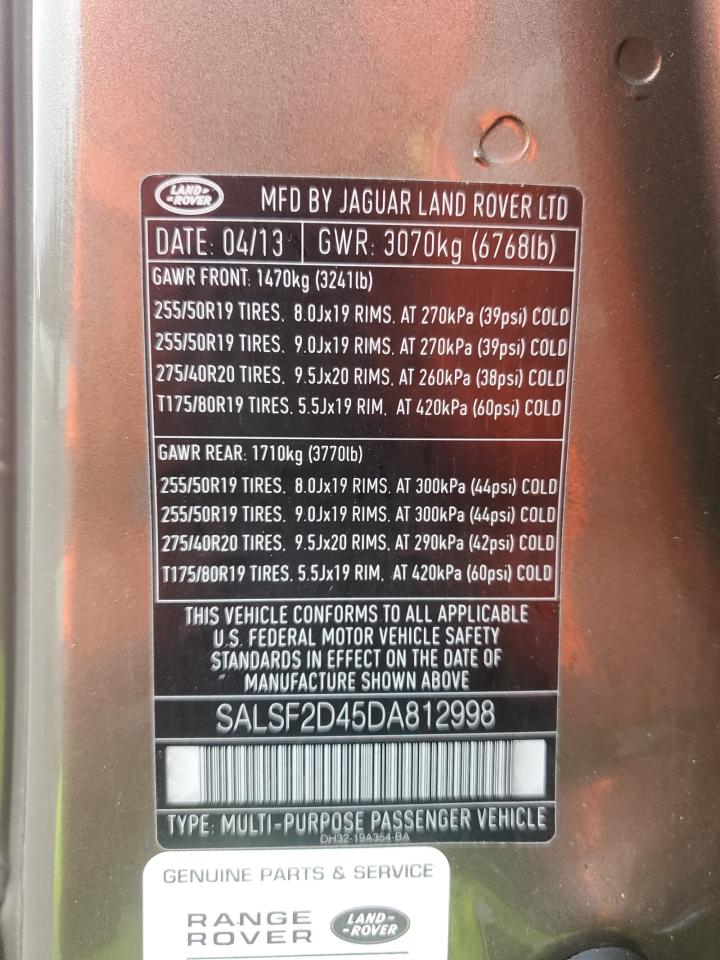 LAND-
-ROVER
MFD BY JAGUAR LAND ROVER LTD
DATE: 04/13 GWR: 3070kg (6768lb)
GAWR FRONT: 1470kg (3241lb)
255/50R19 TIRES, 8.0Jx19 RIMS, AT 270kPa (39psi) COLD
255/50R19 TIRES, 9.0Jx19 RIMS, AT 270kPa (39psi) COLD
275/40R20 TIRES, 9.5Jx20 RIMS, AT 260kPa (38psi) COLD
T175/80R19 TIRES, 5.5Jx19 RIM, AT 420kPa (60psi) COLD
GAWR REAR: 1710kg (3770lb)
255/50R19 TIRES, 8.0Jx19 RIMS, AT 300kPa (44psi) COLD
255/50R19 TIRES, 9.0Jx19 RIMS, AT 300kPa (44psi) COLD
275/40R20 TIRES, 9.5Jx20 RIMS, AT 290kPa (42psi) COLD
T175/80R19 TIRES, 5.5Jx19 RIM, AT 420kPa (60psi) COLD
THIS VEHICLE CONFORMS TO ALL APPLICABLE
U.S. FEDERAL MOTOR VEHICLE SAFETY
STANDARDS IN EFFECT ON THE DATE OF
MANUFACTURE SHOWN ABOVE
SALSF2D45DA812998
TYPE: MULTI-PURPOSE PASSENGER VEHICLE
DH32-19A354-BA
GENUINE PARTS & SERVICE
RANGE
ROVER
LAND-
-ROVER